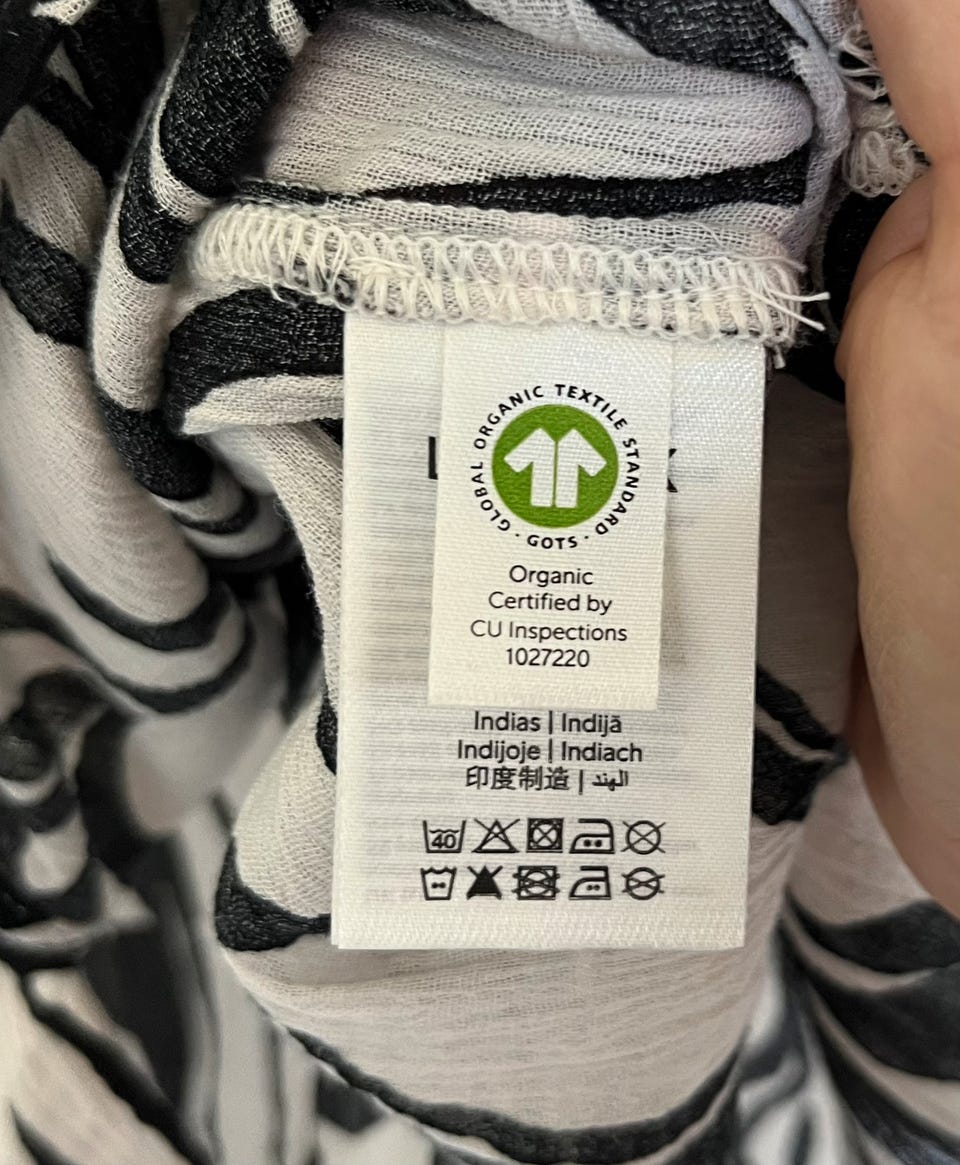 GLOBAL ORGANIC TEXTILE STANDARD · GOTS ·
Organic
Certified by
CU Inspections
1027220
Indias | Indijā
Indijoje | Indiach
印度制造 | الهند
40